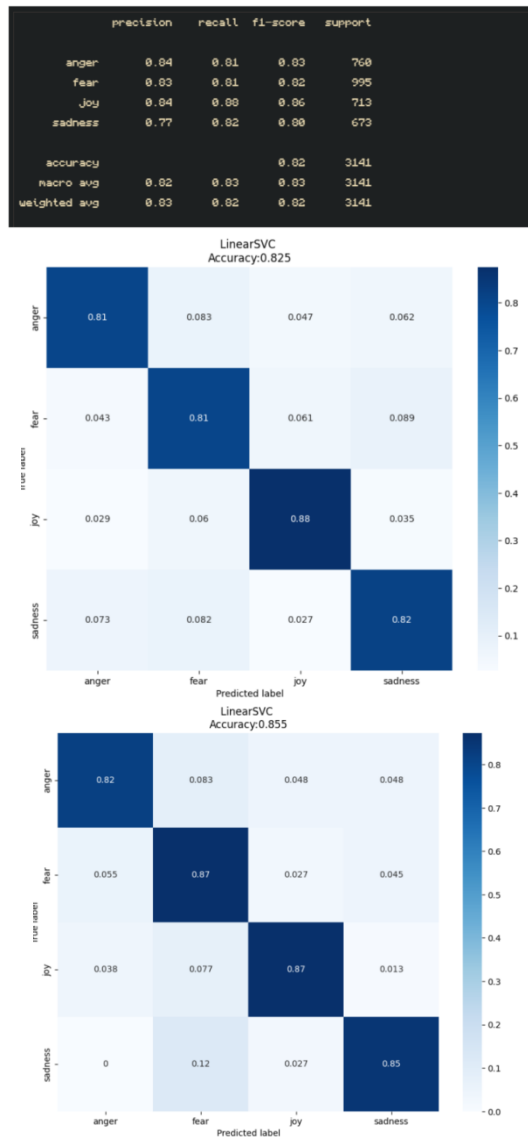 precision recall f1-score support
anger 0.84 0.81 0.83 760
fear 0.83 0.81 0.82 995
joy 0.84 0.88 0.86 713
sadness 0.77 0.82 0.80 673
accuracy 0.82 3141
macro avg 0.82 0.83 0.83 3141
weighted avg 0.83 0.82 0.82 3141
LinearSVC
Accuracy:0.825
anger 0.81 0.083 0.047 0.062
fear 0.043 0.81 0.061 0.089
True label
joy 0.029 0.06 0.88 0.035
sadness 0.073 0.082 0.027 0.82
anger fear joy sadness
Predicted label
0.8
0.7
0.6
0.5
0.4
0.3
0.2
0.1
LinearSVC
Accuracy:0.855
anger 0.82 0.083 0.048 0.048
fear 0.055 0.87 0.027 0.045
True label
joy 0.038 0.077 0.87 0.013
sadness 0 0.12 0.027 0.85
anger fear joy sadness
Predicted label
0.8
0.7
0.6
0.5
0.4
0.3
0.2
0.1
0.0